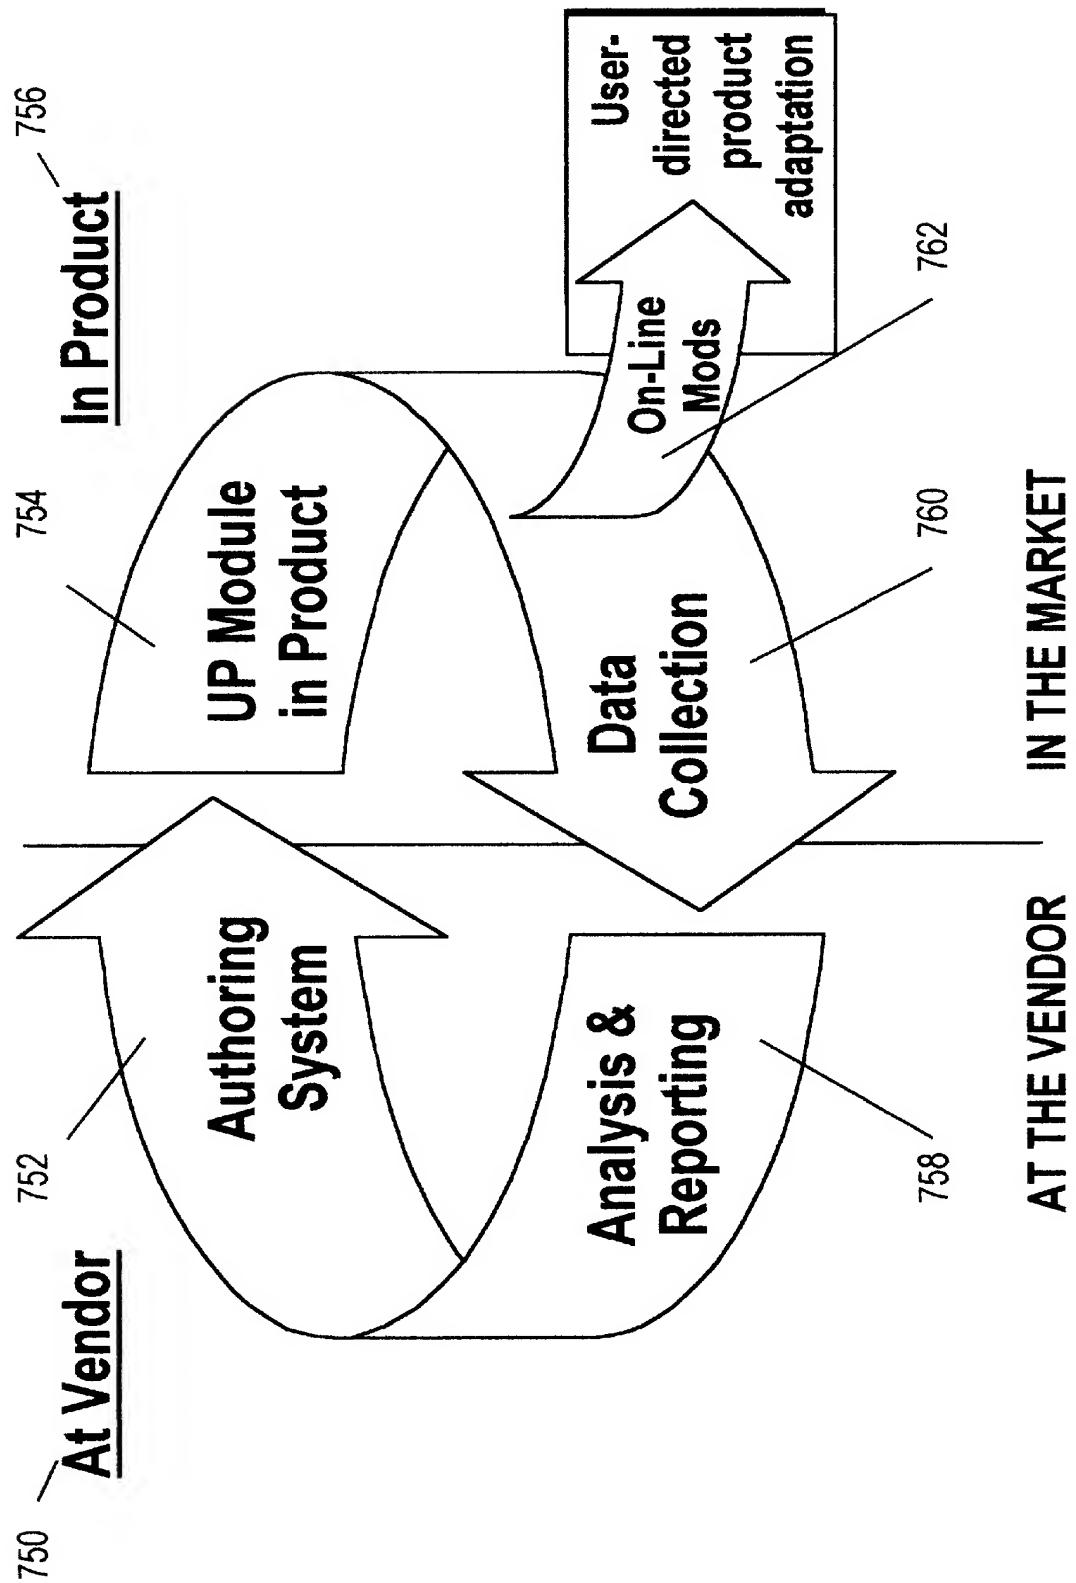 750
At Vendor
756
In Product
752
754
Authoring
System
UP Module
in Product
Analysis &
Reporting
Data
Collection
On-Line
Mods
User-
directed
product
adaptation
758
760
762
AT THE VENDOR
IN THE MARKET